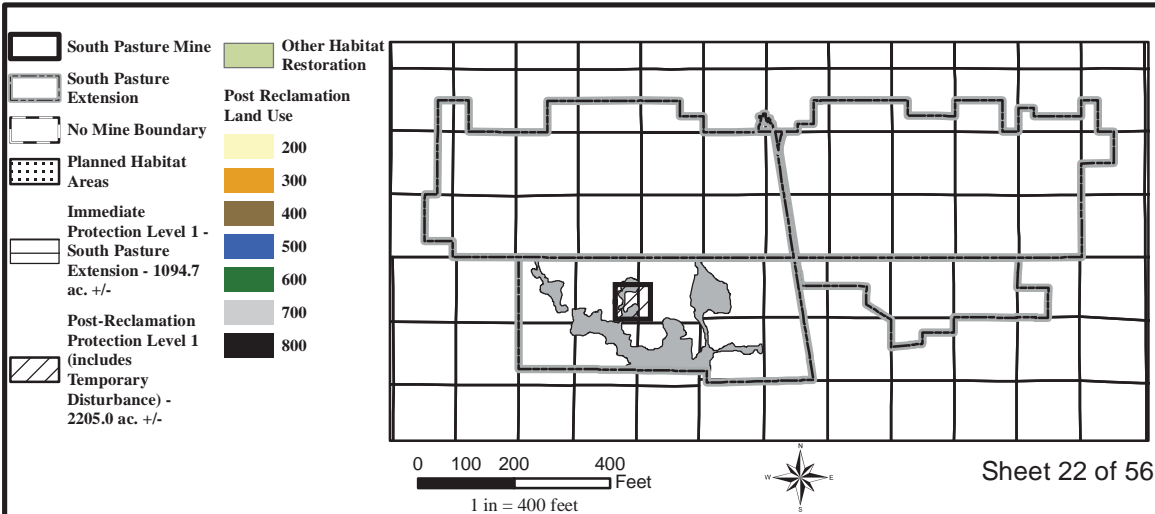 South Pasture Mine
South Pasture
Extension
No Mine Boundary
Planned Habitat
Areas
Immediate
Protection Level 1 -
South Pasture
Extension - 1094.7
ac. +/-
Post-Reclamation
Protection Level 1
(includes
Temporary
Disturbance) -
2205.0 ac. +/-
Other Habitat
Restoration
Post Reclamation
Land Use
200
300
400
500
600
700
800
0 100 200 400
Feet
1 in = 400 feet
N
W E
S
Sheet 22 of 56